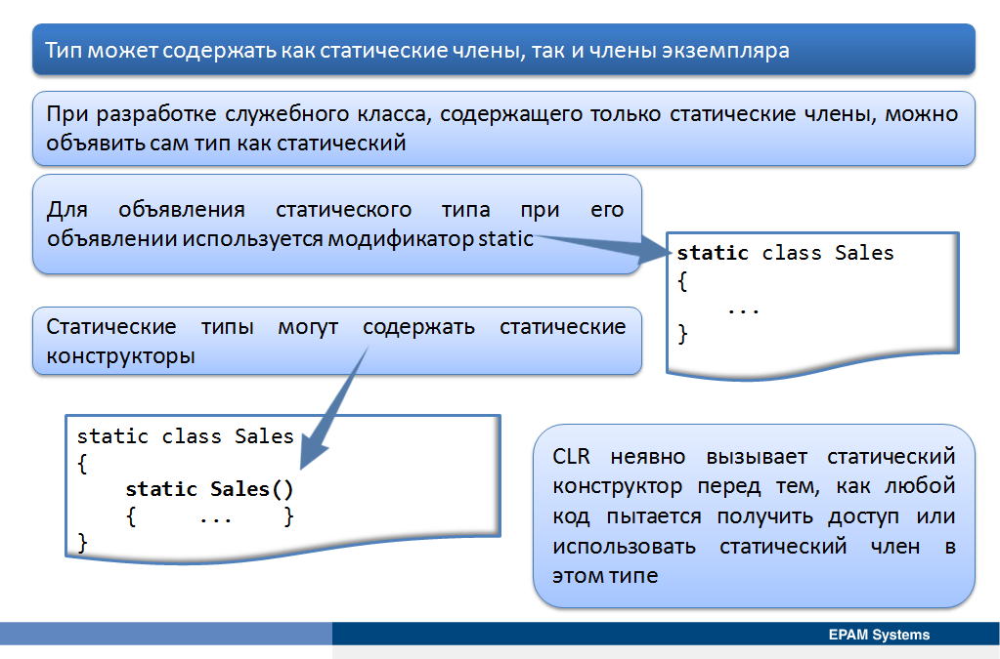 Тип может содержать как статические члены, так и члены экземпляра
При разработке служебного класса, содержащего только статические члены, можно
объявить сам тип как статический
Для объявления статического типа при его
объявлении используется модификатор static
static class Sales
{
...
}
Статические типы могут содержать статические
конструкторы
static class Sales
{
static Sales()
{ ... }
}
CLR неявно вызывает статический
конструктор перед тем, как любой
код пытается получить доступ или
использовать статический член в
этом типе
EPAM Systems